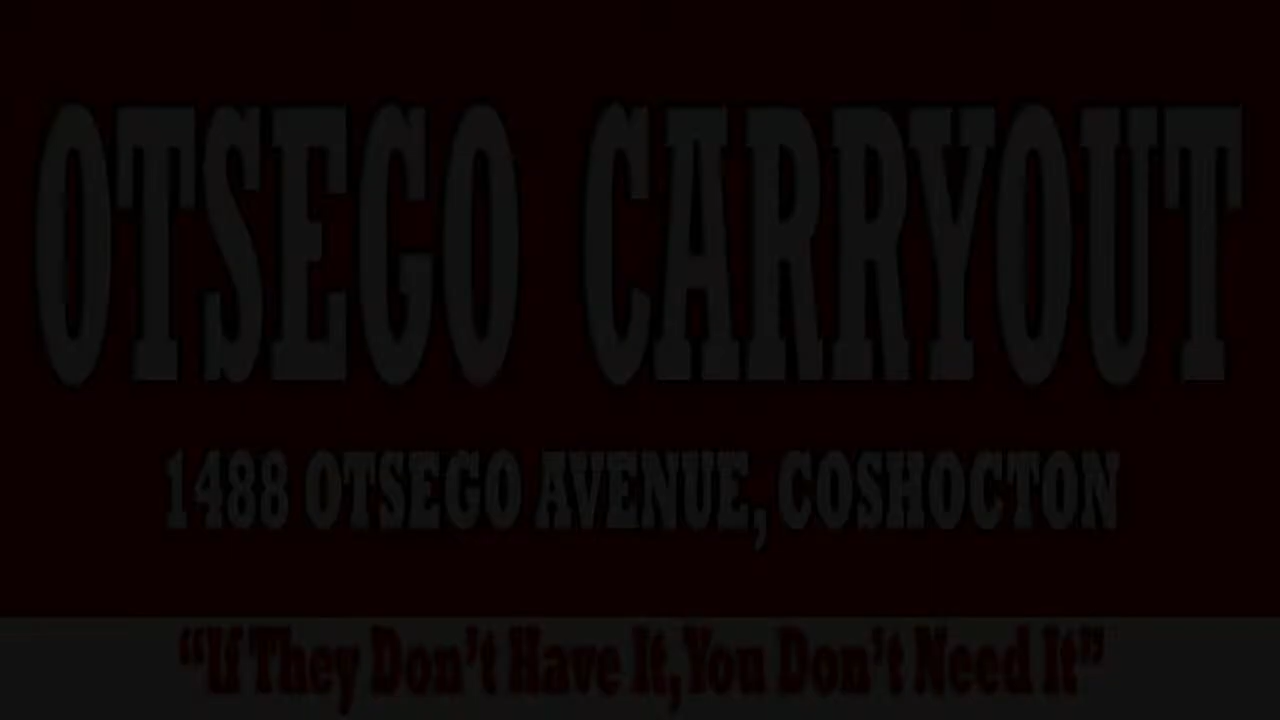 OTSEGO CARRYOUT
1488 OTSEGO AVENUE, COSHOCTON
“If They Don’t Have It, You Don’t Need It”